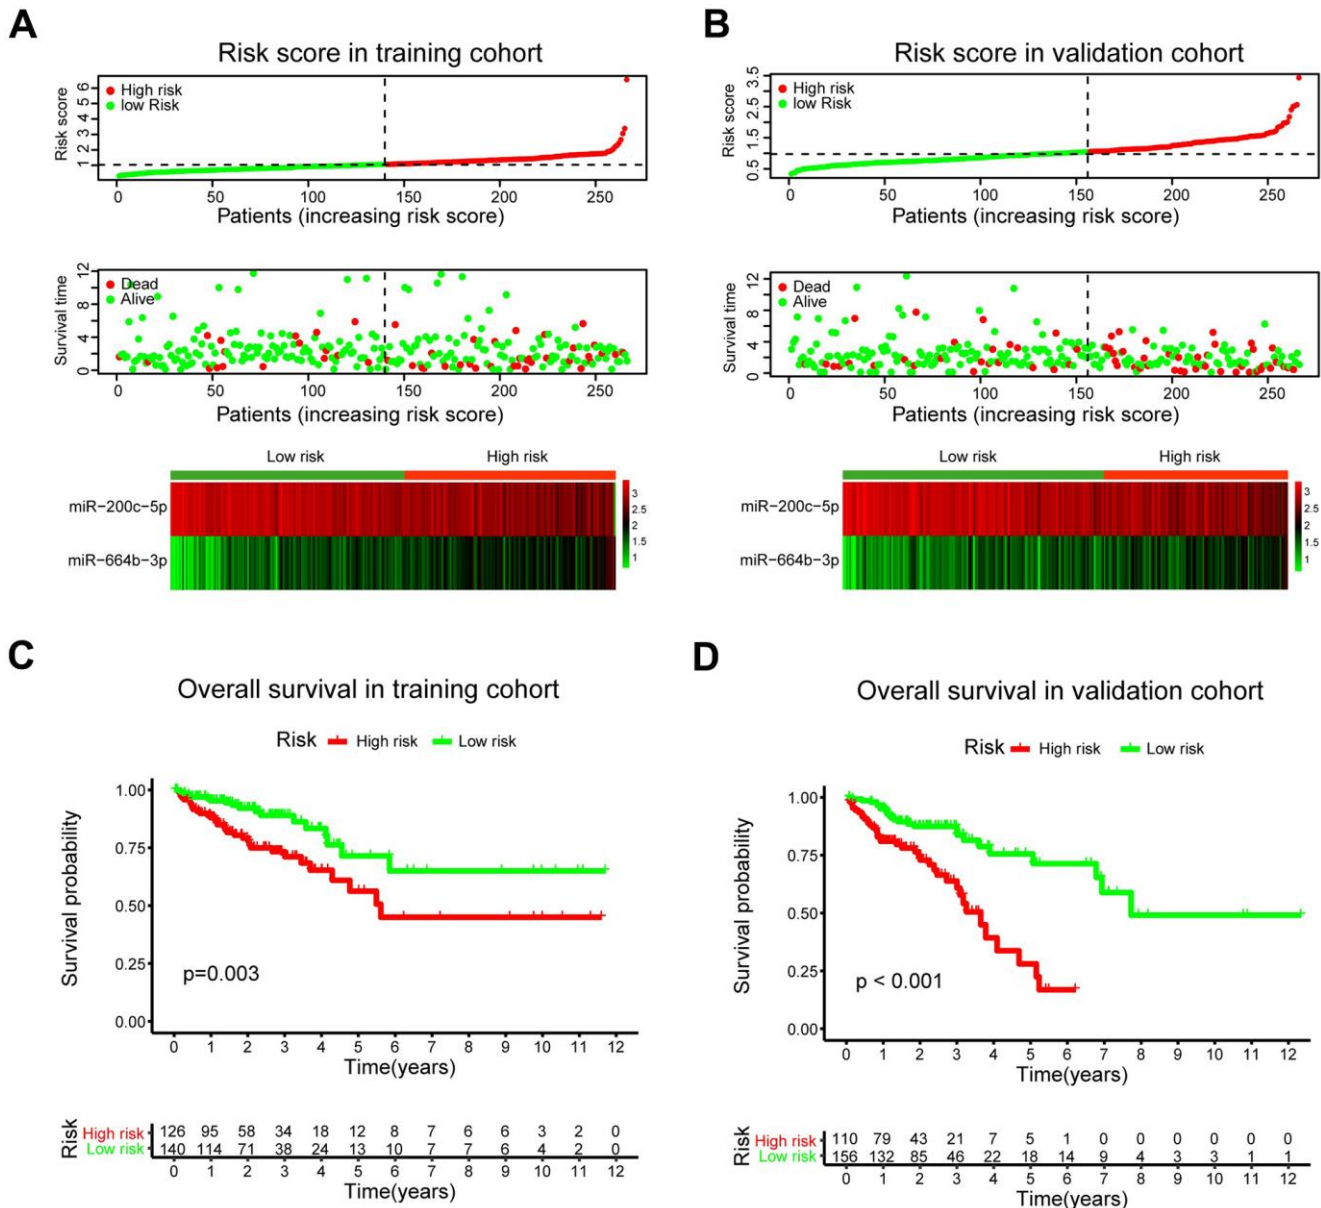 A
Risk score in training cohort
Risk score
1 2 3 4 5 6
High risk
low Risk
0 50 100 150 200 250
Patients (increasing risk score)
Survival time
0 4 8 12
Dead
Alive
0 50 100 150 200 250
Patients (increasing risk score)
Low risk High risk
miR−200c−5p
miR−664b−3p
3
2.5
2
1.5
1
B
Risk score in validation cohort
Risk score
0.5 1.5 2.5 3.5
High risk
low Risk
0 50 100 150 200 250
Patients (increasing risk score)
Survival time
0 4 8 12
Dead
Alive
0 50 100 150 200 250
Patients (increasing risk score)
Low risk High risk
miR−200c−5p
miR−664b−3p
3
2.5
2
1.5
1
C
Overall survival in training cohort
Risk High risk Low risk
Survival probability
1.00
0.75
0.50
0.25
0.00
p=0.003
0 1 2 3 4 5 6 7 8 9 10 11 12
Time(years)
Risk
High risk 126 95 58 34 18 12 8 7 6 6 3 2 0
Low risk 140 114 71 38 24 13 10 7 7 6 4 2 0
0 1 2 3 4 5 6 7 8 9 10 11 12
Time(years)
D
Overall survival in validation cohort
Risk High risk Low risk
Survival probability
1.00
0.75
0.50
0.25
0.00
p < 0.001
0 1 2 3 4 5 6 7 8 9 10 11 12
Time(years)
Risk
High risk 110 79 43 21 7 5 1 0 0 0 0 0 0
Low risk 156 132 85 46 22 18 14 9 4 3 3 1 1
0 1 2 3 4 5 6 7 8 9 10 11 12
Time(years)